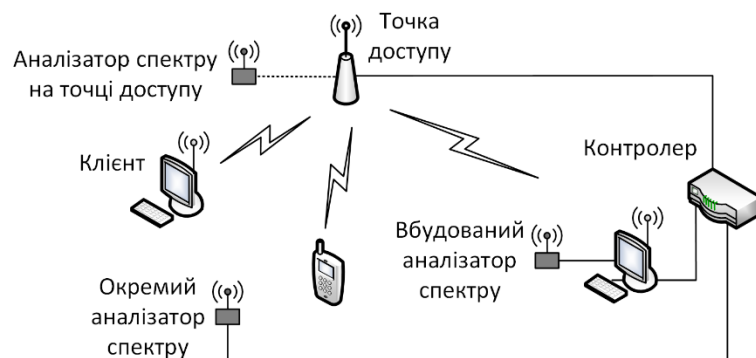 Точка
доступу
Аналізатор спектру
на точці доступу
Клієнт
Контролер
Вбудований
аналізатор
спектру
Окремий
аналізатор
спектру